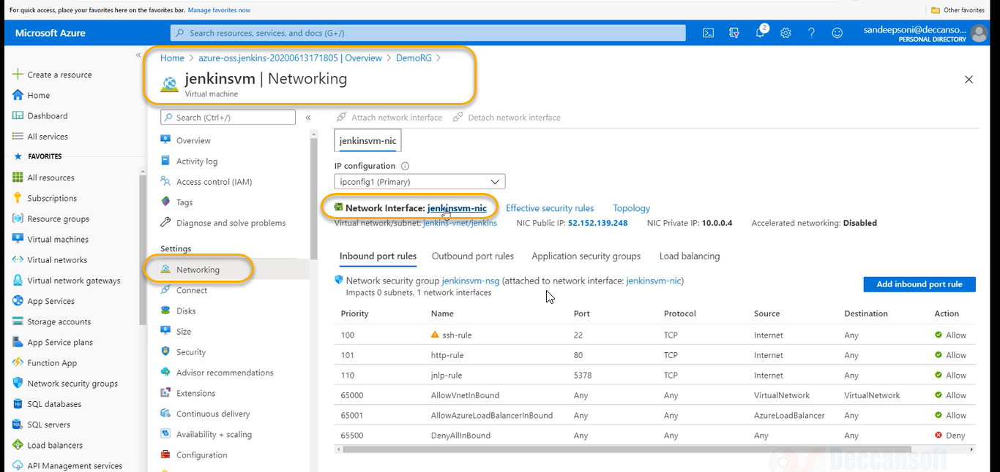 For quick access, place your favorites here on the favorites bar. Manage favorites now
Other favorites
Microsoft Azure
Search resources, services, and docs (G+/)
2
sandeepsoni@deccanso...
PERSONAL DIRECTORY
«
Create a resource
Home
Dashboard
All services
FAVORITES
All resources
Subscriptions
Resource groups
Virtual machines
Virtual networks
Virtual network gateways
App Services
Storage accounts
App Service plans
Function App
Network security groups
SQL databases
SQL servers
Load balancers
API Management services
Home > azure-oss.jenkins-20200613171805 | Overview > DemoRG >
jenkinsvm | Networking
Virtual machine
Search (Ctrl+/)
«
Overview
Activity log
Access control (IAM)
Tags
Diagnose and solve problems
Settings
Networking
Connect
Disks
Size
Security
Advisor recommendations
Extensions
Continuous delivery
Availability + scaling
Configuration
Attach network interface Detach network interface
jenkinsvm-nic
IP configuration
ipconfig1 (Primary)
Network Interface: jenkinsvm-nic Effective security rules Topology
Virtual network/subnet: jenkins-vnet/jenkins NIC Public IP: 52.152.139.248 NIC Private IP: 10.0.0.4 Accelerated networking: Disabled
Inbound port rules Outbound port rules Application security groups Load balancing
Network security group jenkinsvm-nsg (attached to network interface: jenkinsvm-nic)
Impacts 0 subnets, 1 network interfaces
Add inbound port rule
Priority Name Port Protocol Source Destination Action
100 ssh-rule 22 TCP Internet Any Allow
101 http-rule 80 TCP Internet Any Allow
110 jnlp-rule 5378 TCP Internet Any Allow
65000 AllowVnetInBound Any Any VirtualNetwork VirtualNetwork Allow
65001 AllowAzureLoadBalancerInBound Any Any AzureLoadBalancer Any Allow
65500 DenyAllInBound Any Any Any Any Deny
Deccansoft